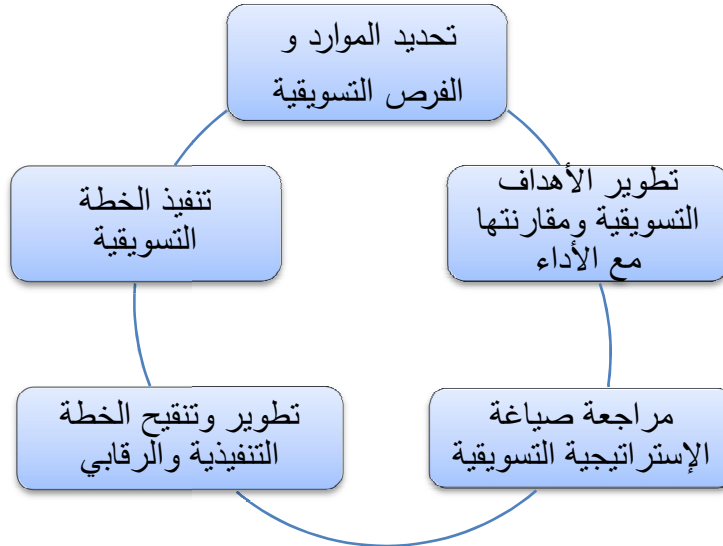 تحديد الموارد و
الفرص التسويقية
تطوير الأهداف
التسويقية ومقارنتها
مع الأداء
مراجعة صياغة
الإستراتيجية التسويقية
تطوير وتنقيح الخطة
التنفيذية والرقابي
تنفيذ الخطة
التسويقية